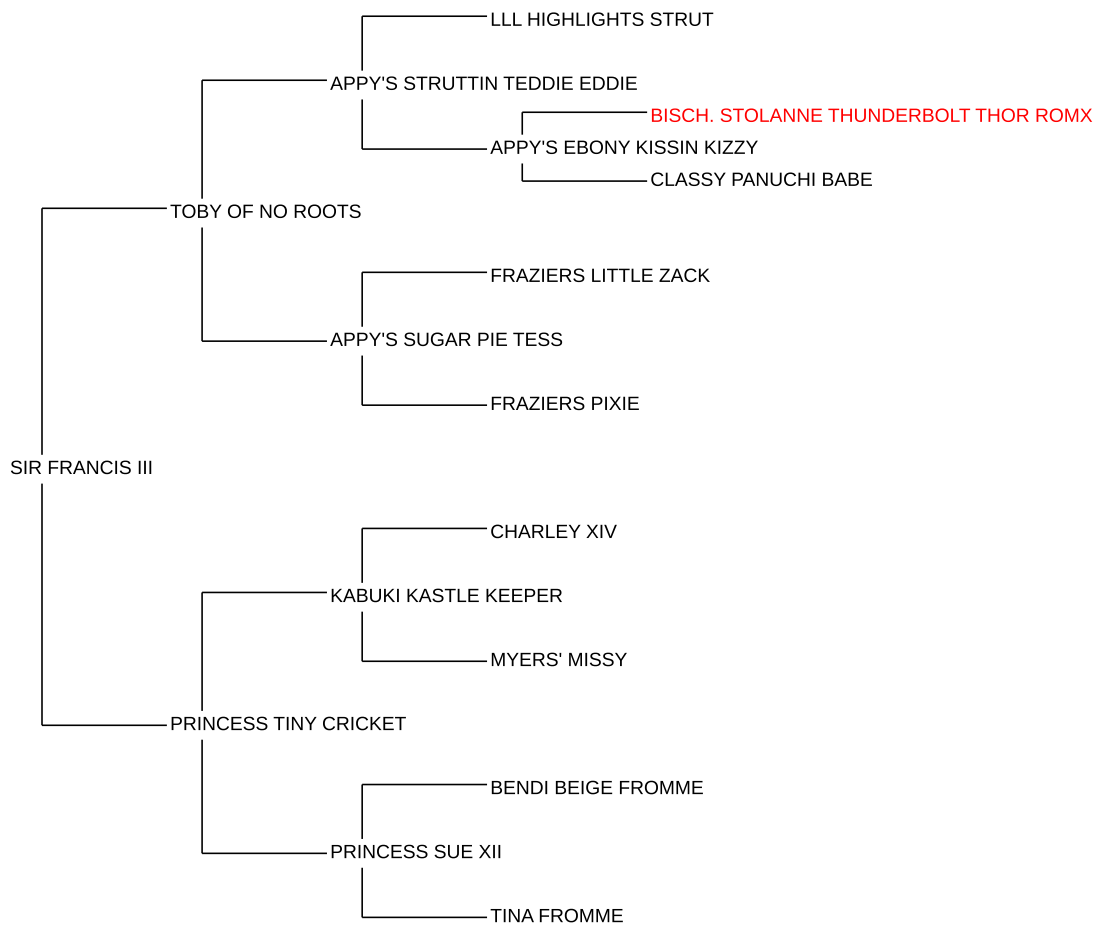 LLL HIGHLIGHTS STRUT
APPY'S STRUTTIN TEDDIE EDDIE
BISCH. STOLANNE THUNDERBOLT THOR ROMX
APPY'S EBONY KISSIN KIZZY
CLASSY PANUCHI BABE
TOBY OF NO ROOTS
FRAZIERS LITTLE ZACK
APPY'S SUGAR PIE TESS
FRAZIERS PIXIE
SIR FRANCIS III
CHARLEY XIV
KABUKI KASTLE KEEPER
MYERS' MISSY
PRINCESS TINY CRICKET
BENDI BEIGE FROMME
PRINCESS SUE XII
TINA FROMME